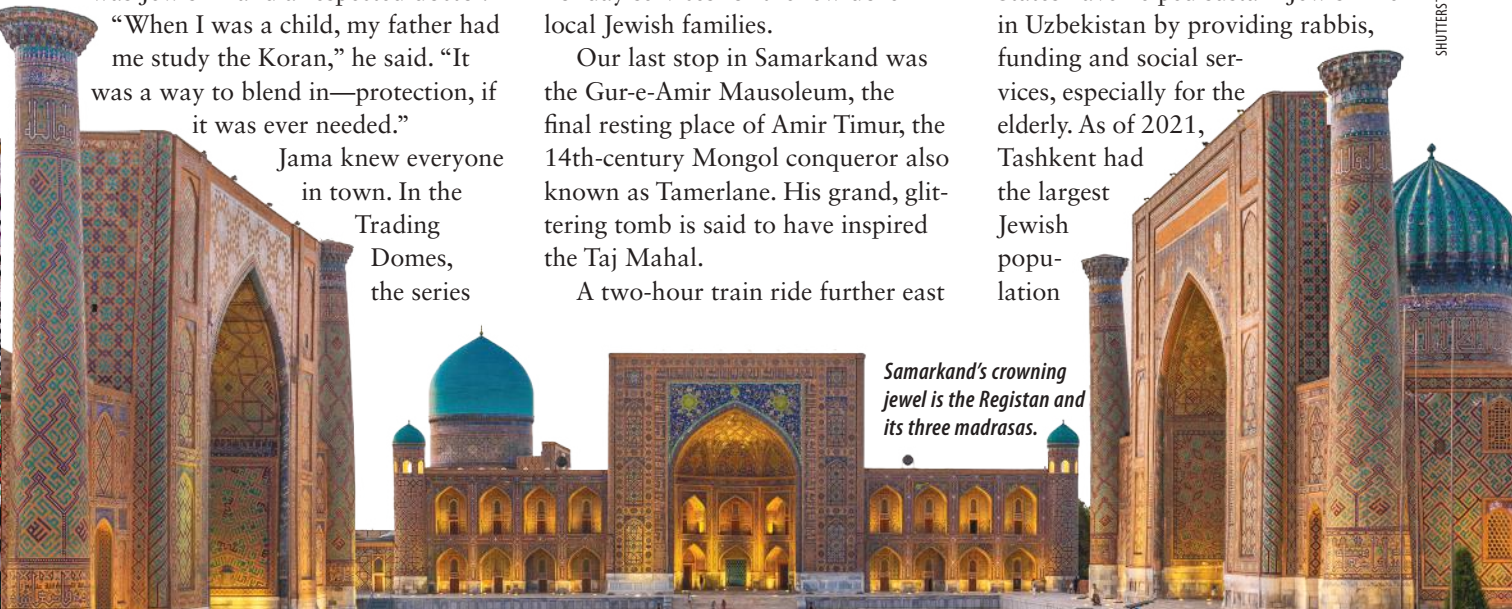 “When I was a child, my father had
me study the Koran,” he said. “It
was a way to blend in—protection, if
it was ever needed.”
Jama knew everyone
in town. In the
Trading
Domes,
the series
local Jewish families.
Our last stop in Samarkand was
the Gur-e-Amir Mausoleum, the
final resting place of Amir Timur, the
14th-century Mongol conqueror also
known as Tamerlane. His grand, glit-
tering tomb is said to have inspired
the Taj Mahal.
A two-hour train ride further east
in Uzbekistan by providing rabbis,
funding and social ser-
vices, especially for the
elderly. As of 2021,
Tashkent had
the largest
Jewish
popu-
lation
Samarkand’s crowning
jewel is the Registan and
its three madrasas.